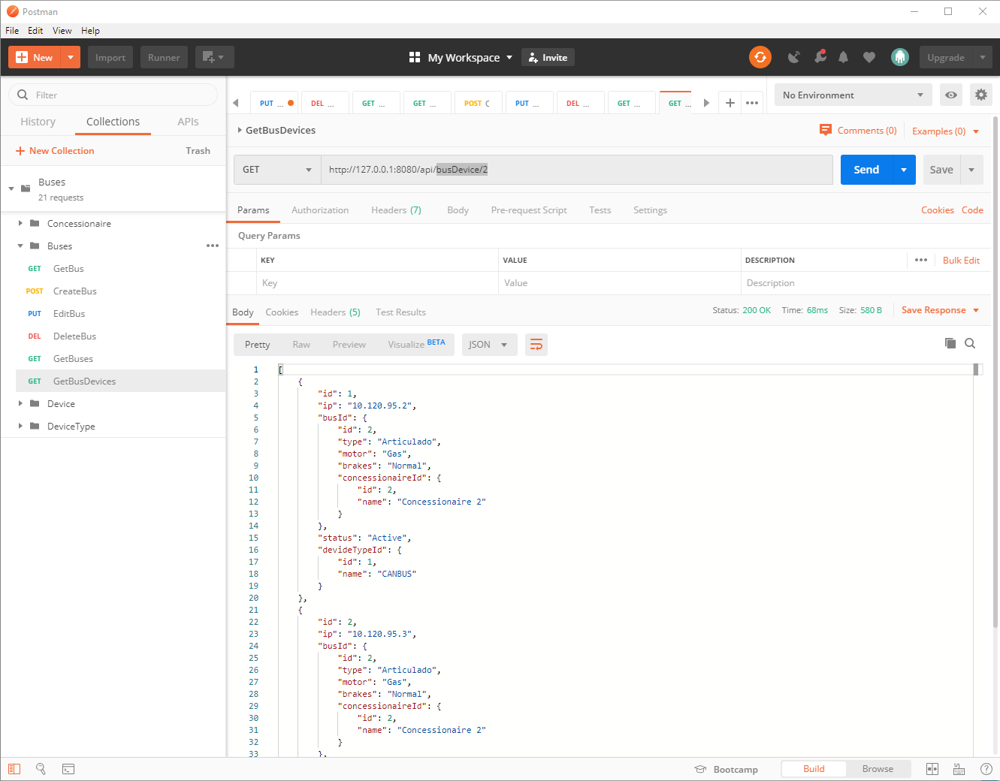 Postman
File Edit View Help
New Import Runner My Workspace Invite Upgrade
Filter
History Collections APIs
New Collection Trash
Buses
21 requests
Concessionaire
Buses
GET GetBus
POST CreateBus
PUT EditBus
DEL DeleteBus
GET GetBuses
GET GetBusDevices
Device
DeviceType
PUT ... DEL ... GET ... GET ... POST C PUT ... DEL ... GET ... GET ...
No Environment
GetBusDevices Comments (0) Examples (0)
GET http://127.0.0.1:8080/api/busDevice/2 Send Save
Params Authorization Headers (7) Body Pre-request Script Tests Settings Cookies Code
Query Params
KEY VALUE DESCRIPTION Bulk Edit
Key Value Description
Body Cookies Headers (5) Test Results Status: 200 OK Time: 68ms Size: 580 B Save Response
Pretty Raw Preview Visualize BETA JSON
1 [
2 {
3 "id": 1,
4 "ip": "10.120.95.2",
5 "busId": {
6 "id": 2,
7 "type": "Articulado",
8 "motor": "Gas",
9 "brakes": "Normal",
10 "concessionaireId": {
11 "id": 2,
12 "name": "Concessionaire 2"
13 }
14 },
15 "status": "Active",
16 "devideTypeId": {
17 "id": 1,
18 "name": "CANBUS"
19 }
20 },
21 {
22 "id": 2,
23 "ip": "10.120.95.3",
24 "busId": {
25 "id": 2,
26 "type": "Articulado",
27 "motor": "Gas",
28 "brakes": "Normal",
29 "concessionaireId": {
30 "id": 2,
31 "name": "Concessionaire 2"
32 }
33 },
Bootcamp Build Browse